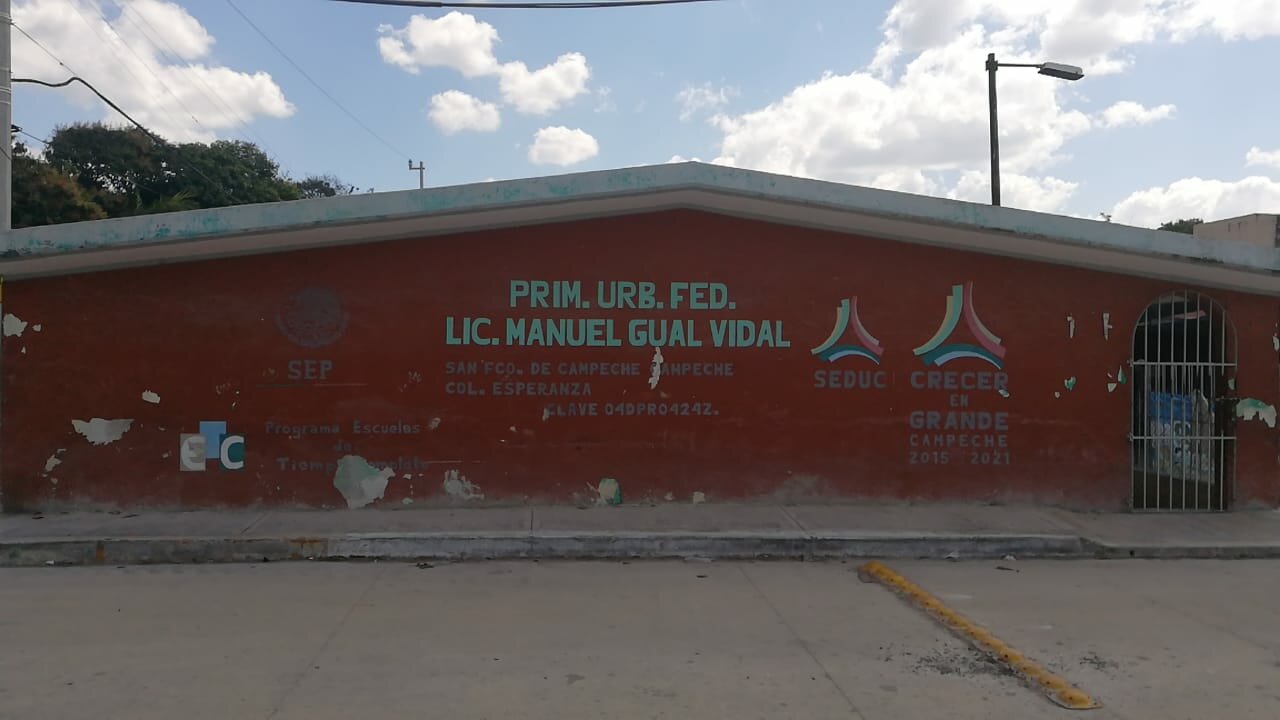 PRIM. URB. FED.
LIC. MANUEL GUAL VIDAL
SAN FCO. DE CAMPECHE CAMPECHE
COL. ESPERANZA
CLAVE 04DPR0424Z.
SEP
ETC
Programa Escuelas
de
Tiempo
SEDUC
CRECER
EN
GRANDE
CAMPECHE
2015 2021